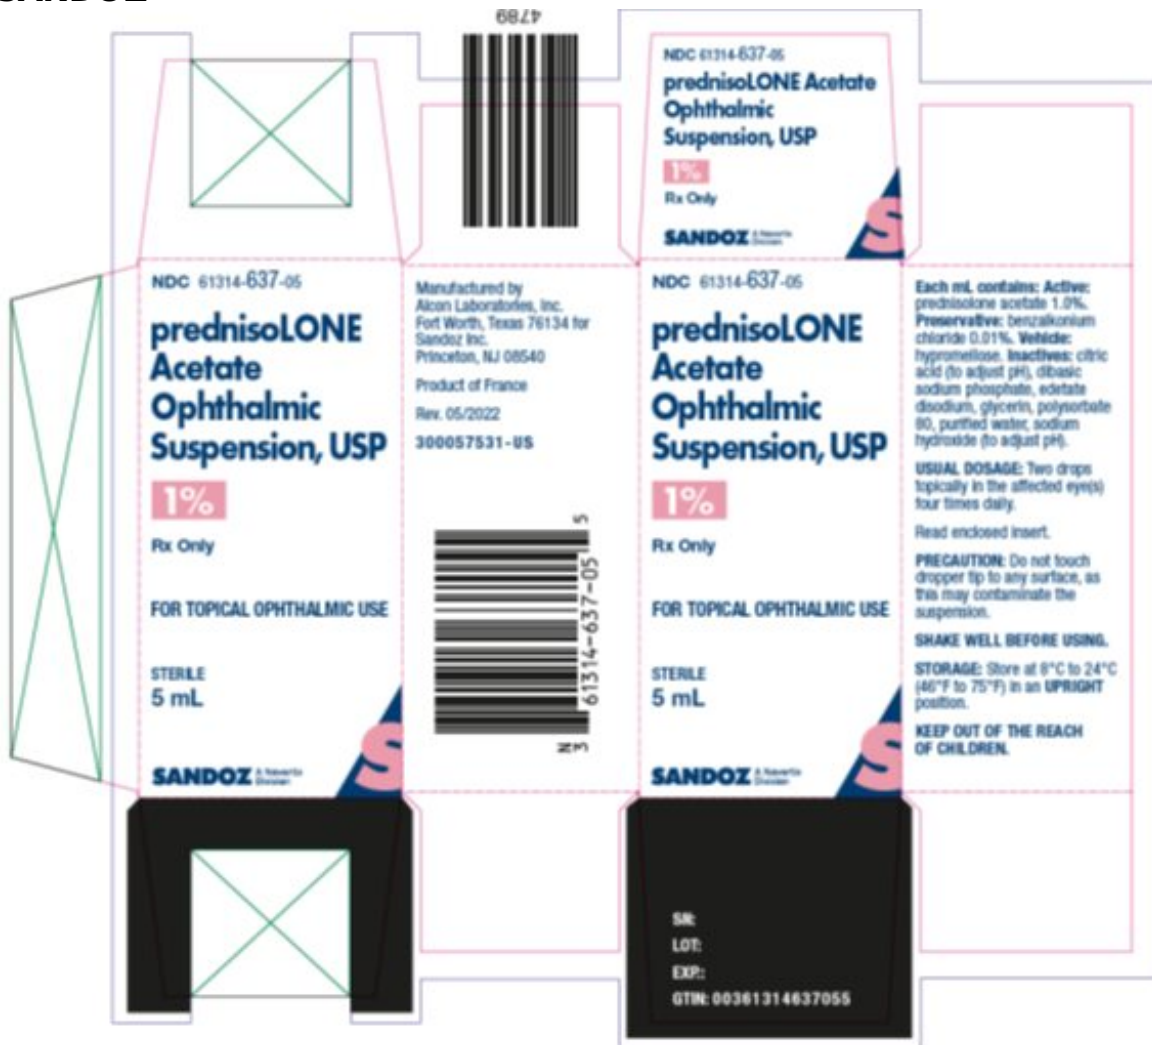 SANDOZ
4789
NDC 61314-637-05
prednisoLONE Acetate
Ophthalmic
Suspension, USP
1%
Rx Only
SANDOZ A Novartis
Division
S
NDC 61314-637-05
prednisoLONE
Acetate
Ophthalmic
Suspension, USP
1%
Rx Only
FOR TOPICAL OPHTHALMIC USE
STERILE
5 mL
SANDOZ A Novartis
Division
S
Manufactured by
Alcon Laboratories, Inc.
Fort Worth, Texas 76134 for
Sandoz Inc.
Princeton, NJ 08540
Product of France
Rev. 05/2022
300057531-US
N
3 61314-637-05 5
NDC 61314-637-05
prednisoLONE
Acetate
Ophthalmic
Suspension, USP
1%
Rx Only
FOR TOPICAL OPHTHALMIC USE
STERILE
5 mL
SANDOZ A Novartis
Division
S
Each mL contains: Active:
prednisolone acetate 1.0%.
Preservative: benzalkonium
chloride 0.01%. Vehicle:
hypromellose. Inactives: citric
acid (to adjust pH), dibasic
sodium phosphate, edetate
disodium, glycerin, polysorbate
80, purified water, sodium
hydroxide (to adjust pH).
USUAL DOSAGE: Two drops
topically in the affected eye(s)
four times daily.
Read enclosed insert.
PRECAUTION: Do not touch
dropper tip to any surface, as
this may contaminate the
suspension.
SHAKE WELL BEFORE USING.
STORAGE: Store at 8°C to 24°C
(46°F to 75°F) in an UPRIGHT
position.
KEEP OUT OF THE REACH
OF CHILDREN.
SN:
LOT:
EXP.:
GTIN: 00361314637055